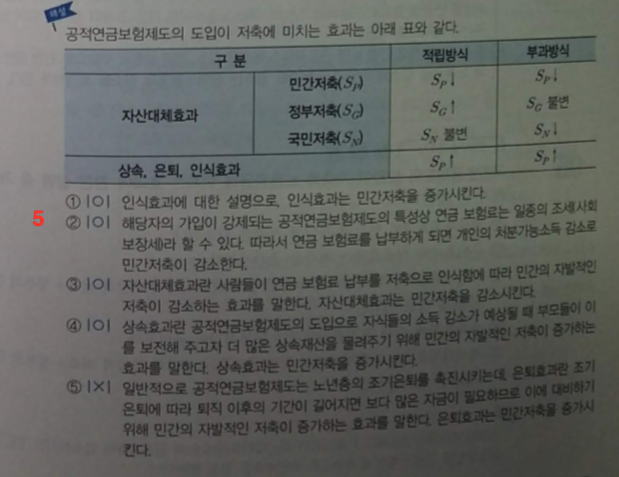 해설
공적연금보험제도의 도입이 저축에 미치는 효과는 아래 표와 같다.
구 분 적립방식 부과방식
자산대체효과 민간저축(S_P) S_P↓ S_P↓
정부저축(S_G) S_G↑ S_G 불변
국민저축(S_N) S_N 불변 S_N↓
상속, 은퇴, 인식효과 S_P↑ S_P↑
① |O| 인식효과에 대한 설명으로, 인식효과는 민간저축을 증가시킨다.
5
② |O| 해당자의 가입이 강제되는 공적연금보험제도의 특성상 연금 보험료는 일종의 조세(사회
보장세)라 할 수 있다. 따라서 연금 보험료를 납부하게 되면 개인의 처분가능소득 감소로
민간저축이 감소한다.
③ |O| 자산대체효과란 사람들이 연금 보험료 납부를 저축으로 인식함에 따라 민간의 자발적인
저축이 감소하는 효과를 말한다. 자산대체효과는 민간저축을 감소시킨다.
④ |O| 상속효과란 공적연금보험제도의 도입으로 자식들의 소득 감소가 예상될 때 부모들이 이
를 보전해 주고자 더 많은 상속재산을 물려주기 위해 민간의 자발적인 저축이 증가하는
효과를 말한다. 상속효과는 민간저축을 증가시킨다.
⑤ |X| 일반적으로 공적연금보험제도는 노년층의 조기은퇴를 촉진시키는데, 은퇴효과란 조기
은퇴에 따라 퇴직 이후의 기간이 길어지면 보다 많은 자금이 필요하므로 이에 대비하기
위해 민간의 자발적인 저축이 증가하는 효과를 말한다. 은퇴효과는 민간저축을 증가시
킨다.